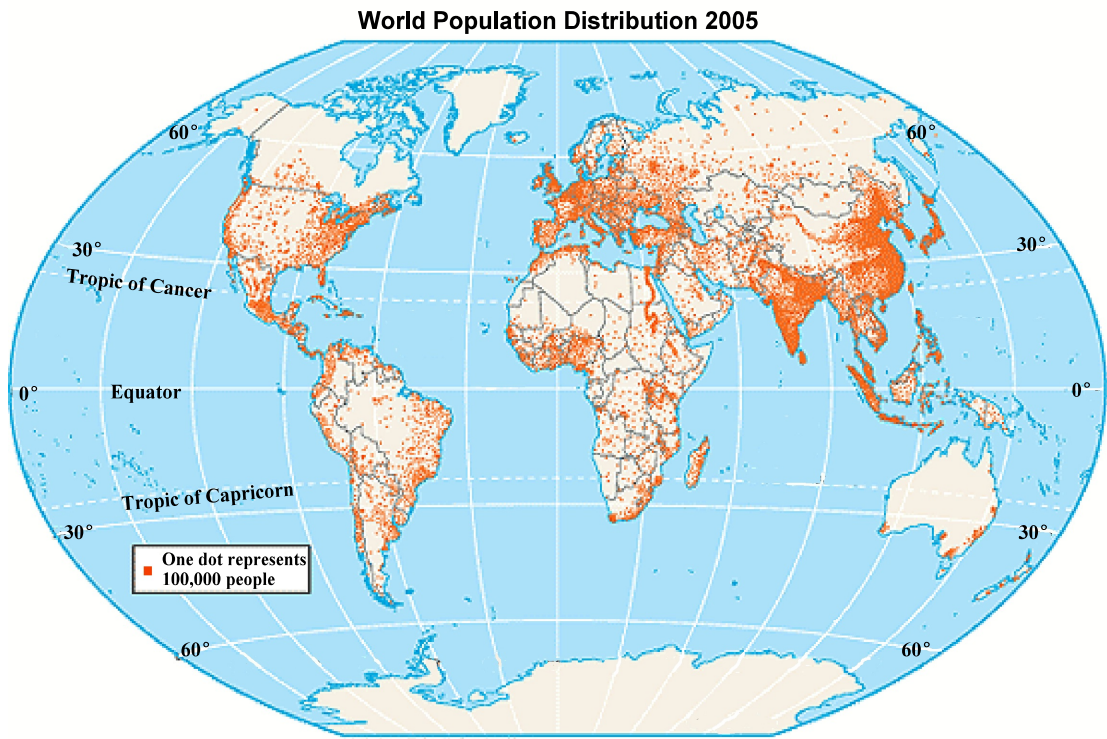 World Population Distribution 2005
60°
60°
30°
30°
Tropic of Cancer
0°
Equator
0°
Tropic of Capricorn
30°
30°
One dot represents
100,000 people
60°
60°